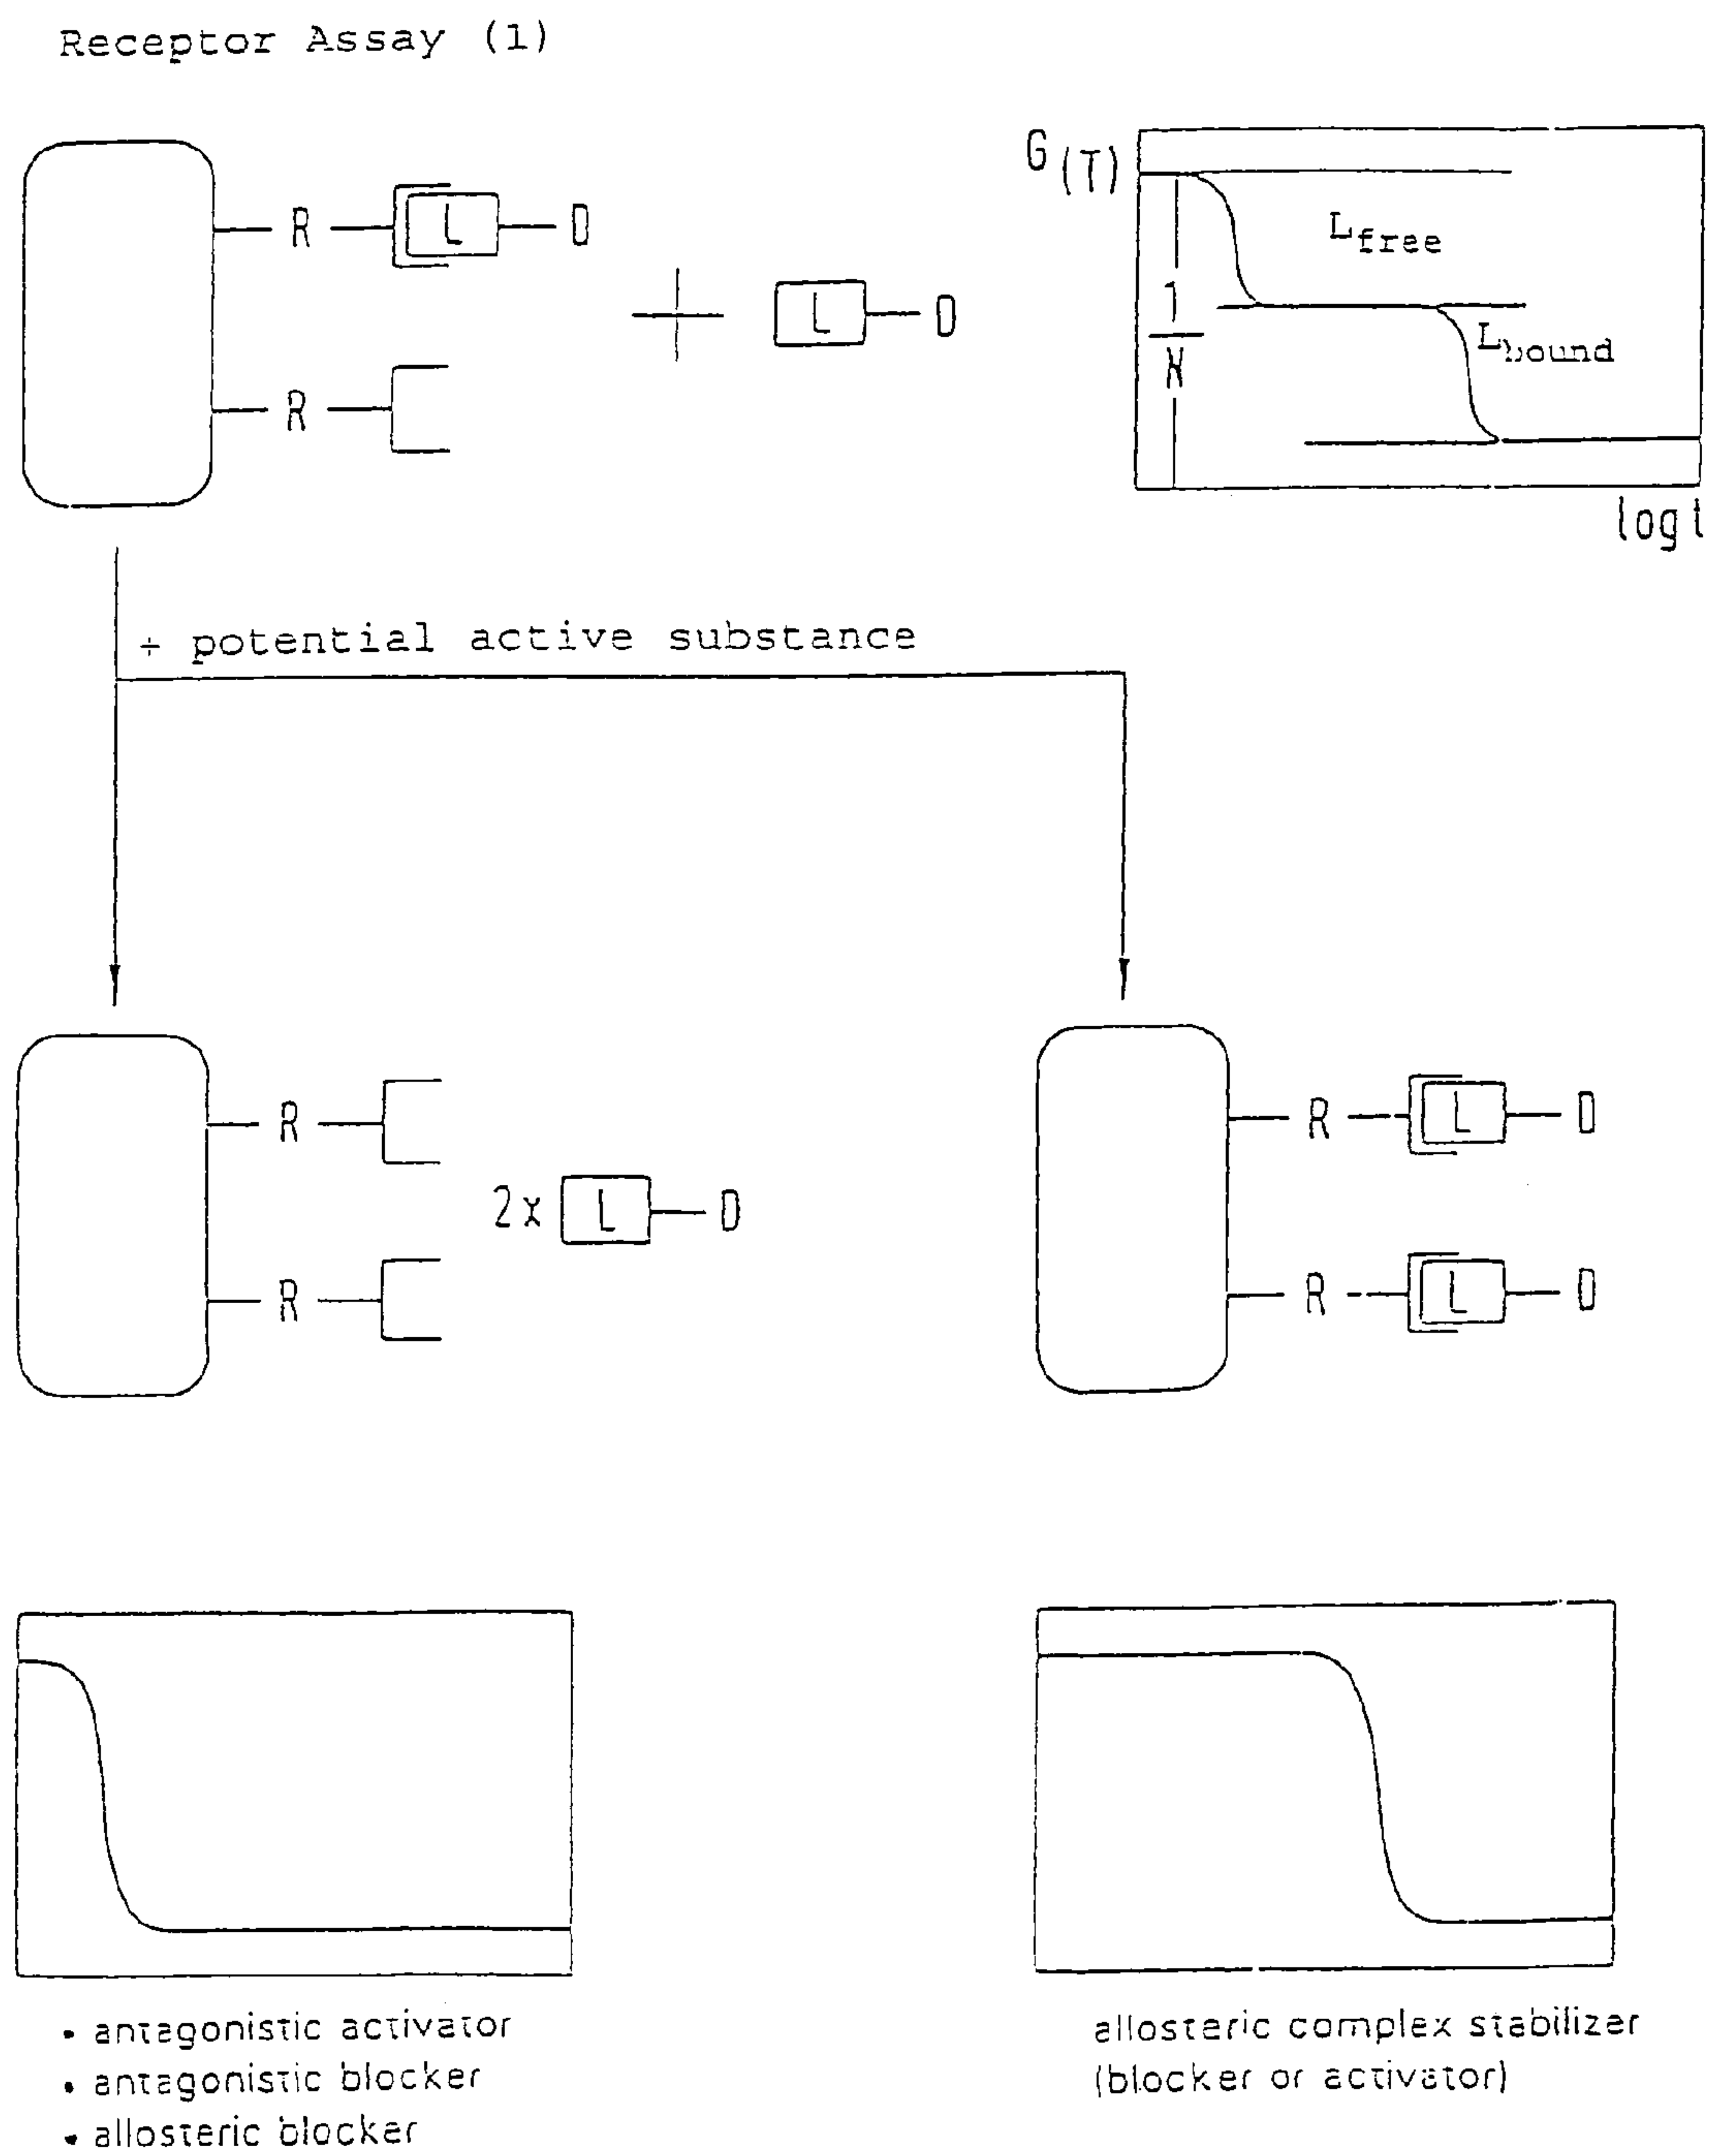 Receptor Assay (1)
R
L
D
L
D
R
G(T)
Lfree
1
N
Lbound
log t
+ potential active substance
R
2x
L
D
R
R
L
D
R
L
D
• antagonistic activator
• antagonistic blocker
• allosteric blocker
allosteric complex stabilizer
(blocker or activator)